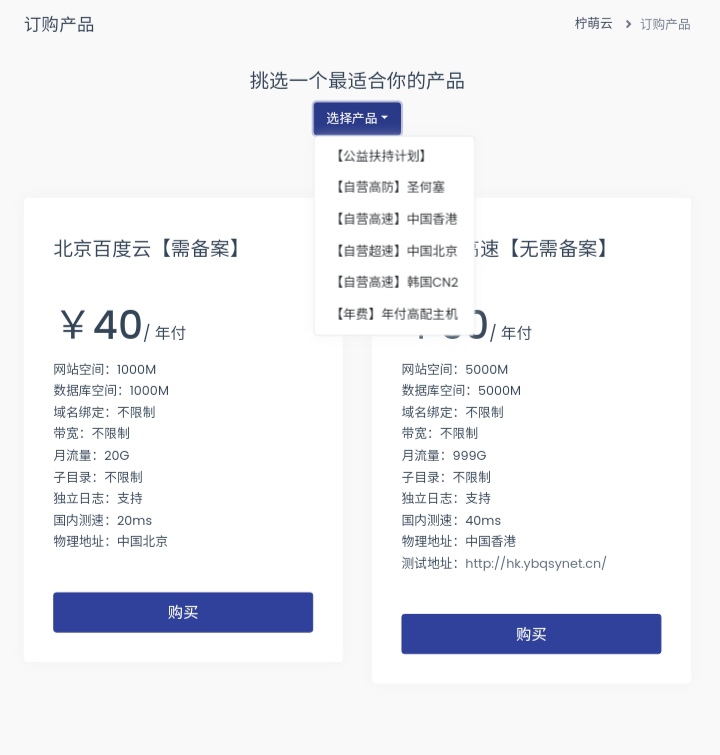 订购产品
柠萌云 > 订购产品
挑选一个最适合你的产品
选择产品
【公益扶持计划】
【自营高防】圣何塞
【自营高速】中国香港
【自营超速】中国北京
【自营高速】韩国CN2
【年费】年付高配主机
北京百度云【需备案】
￥40/ 年付
网站空间：1000M
数据库空间：1000M
域名绑定：不限制
带宽：不限制
月流量：20G
子目录：不限制
独立日志：支持
国内测速：20ms
物理地址：中国北京
购买
高速【无需备案】
0/ 年付
网站空间：5000M
数据库空间：5000M
域名绑定：不限制
带宽：不限制
月流量：999G
子目录：不限制
独立日志：支持
国内测速：40ms
物理地址：中国香港
测试地址：http://hk.ybqsynet.cn/
购买